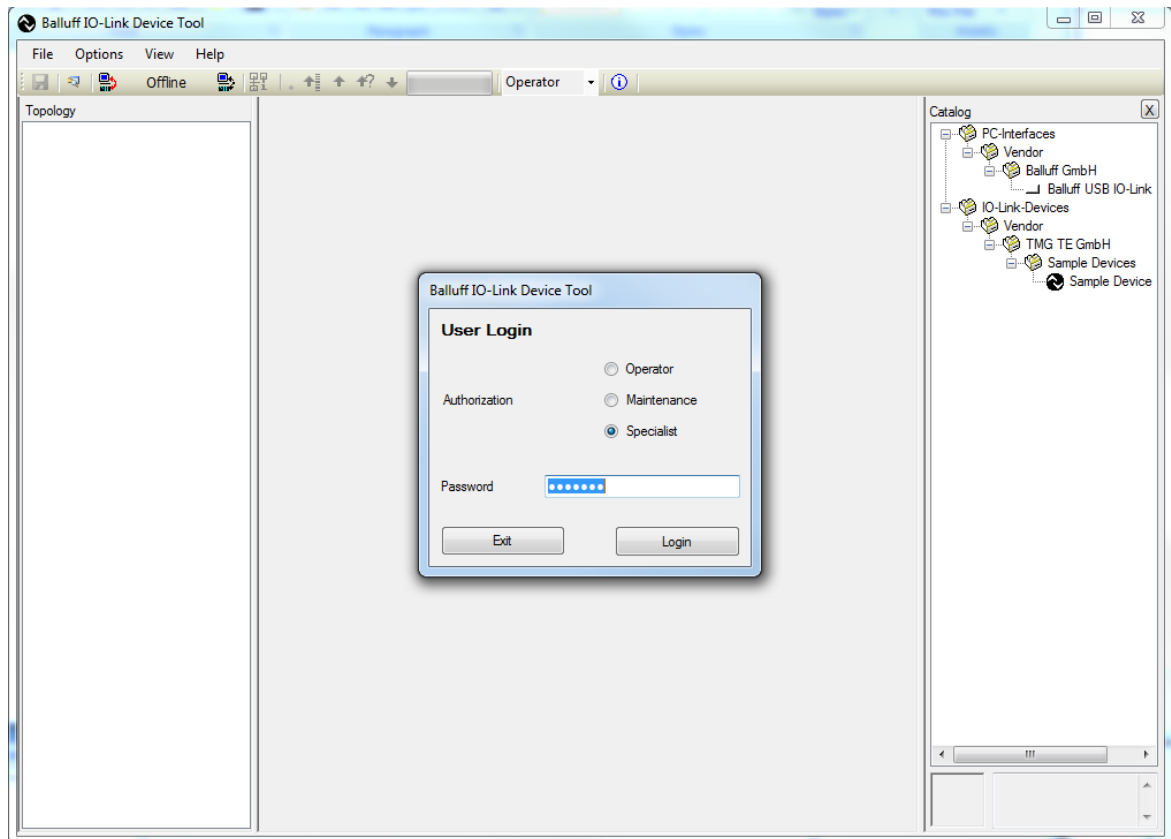 Balluff IO-Link Device Tool
File Options View Help
Offline Operator
Topology
Catalog
PC-Interfaces
Vendor
Balluff GmbH
Balluff USB IO-Link
IO-Link-Devices
Vendor
TMG TE GmbH
Sample Devices
Sample Device
Balluff IO-Link Device Tool
User Login
Operator
Authorization Maintenance
Specialist
Password
Exit Login